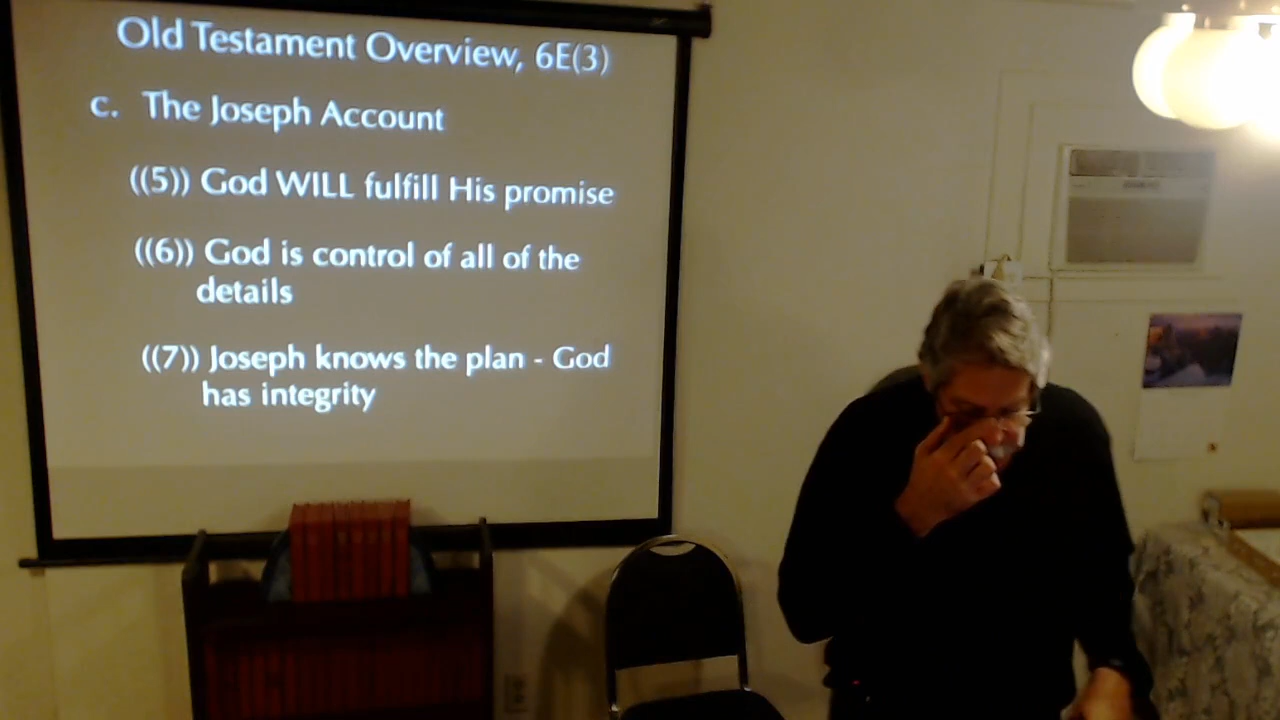 Old Testament Overview, 6E(3)
c. The Joseph Account
((5)) God WILL fulfill His promise
((6)) God is control of all of the
details
((7)) Joseph knows the plan - God
has integrity